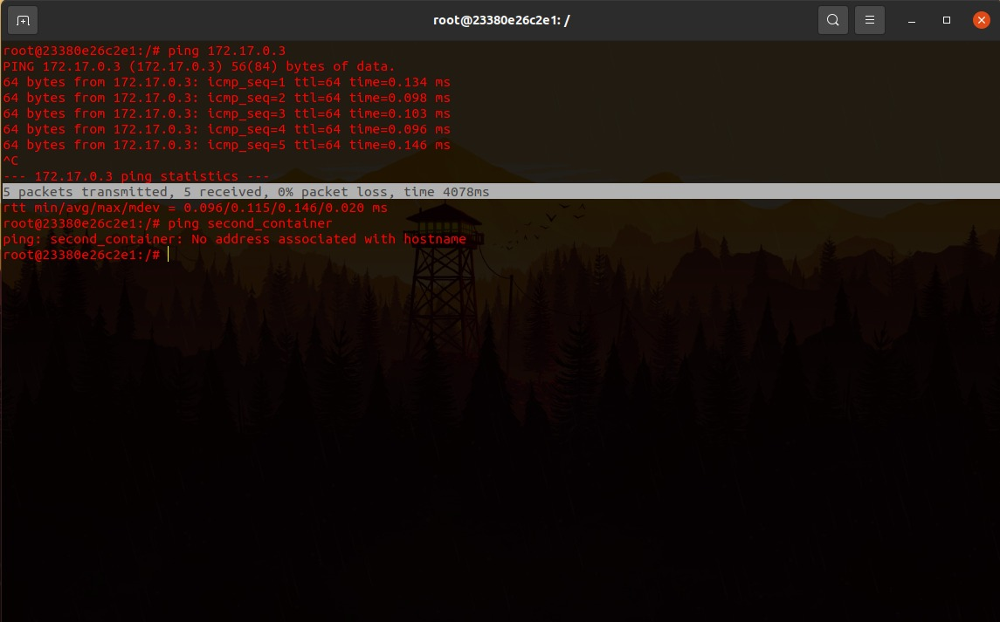 root@23380e26c2e1: /
root@23380e26c2e1:/# ping 172.17.0.3
PING 172.17.0.3 (172.17.0.3) 56(84) bytes of data.
64 bytes from 172.17.0.3: icmp_seq=1 ttl=64 time=0.134 ms
64 bytes from 172.17.0.3: icmp_seq=2 ttl=64 time=0.098 ms
64 bytes from 172.17.0.3: icmp_seq=3 ttl=64 time=0.103 ms
64 bytes from 172.17.0.3: icmp_seq=4 ttl=64 time=0.096 ms
64 bytes from 172.17.0.3: icmp_seq=5 ttl=64 time=0.146 ms
^C
--- 172.17.0.3 ping statistics ---
5 packets transmitted, 5 received, 0% packet loss, time 4078ms
rtt min/avg/max/mdev = 0.096/0.115/0.146/0.020 ms
root@23380e26c2e1:/# ping second_container
ping: second_container: No address associated with hostname
root@23380e26c2e1:/#